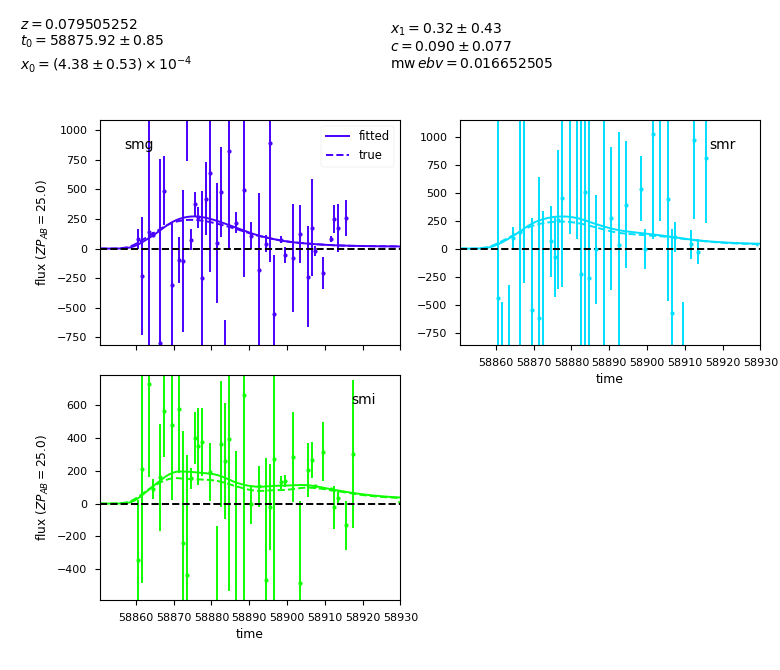 z = 0.079505252
t₀ = 58875.92 ± 0.85
x₀ = (4.38 ± 0.53) × 10⁻⁴
x₁ = 0.32 ± 0.43
c = 0.090 ± 0.077
mw ebv = 0.016652505
smg
fitted
true
1000
750
500
250
0
−250
−500
−750
flux (ZP_AB = 25.0)
smr
1000
750
500
250
0
−250
−500
−750
58860 58870 58880 58890 58900 58910 58920 58930
time
smi
600
400
200
0
−200
−400
flux (ZP_AB = 25.0)
58860 58870 58880 58890 58900 58910 58920 58930
time